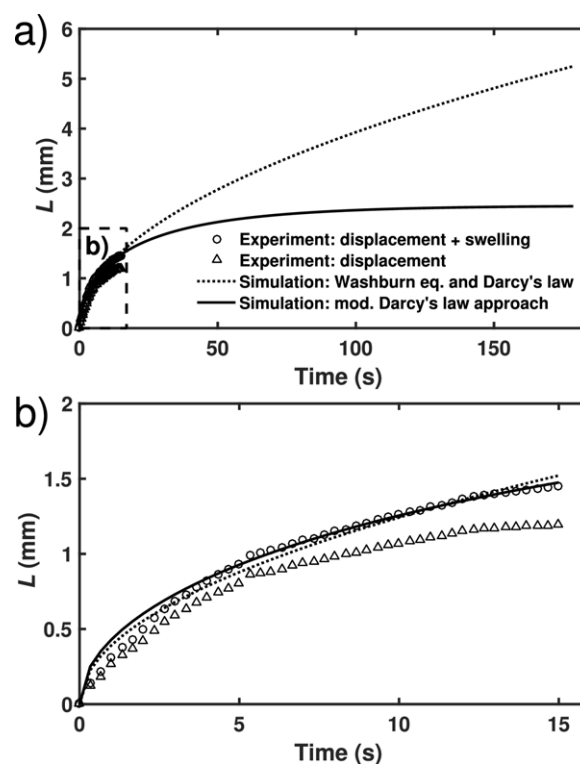 a)
6
5
4
3
2
1
0
L (mm)
b)
Experiment: displacement + swelling
Experiment: displacement
Simulation: Washburn eq. and Darcy's law
Simulation: mod. Darcy's law approach
0 50 100 150
Time (s)
b)
2
1.5
1
0.5
0
L (mm)
0 5 10 15
Time (s)